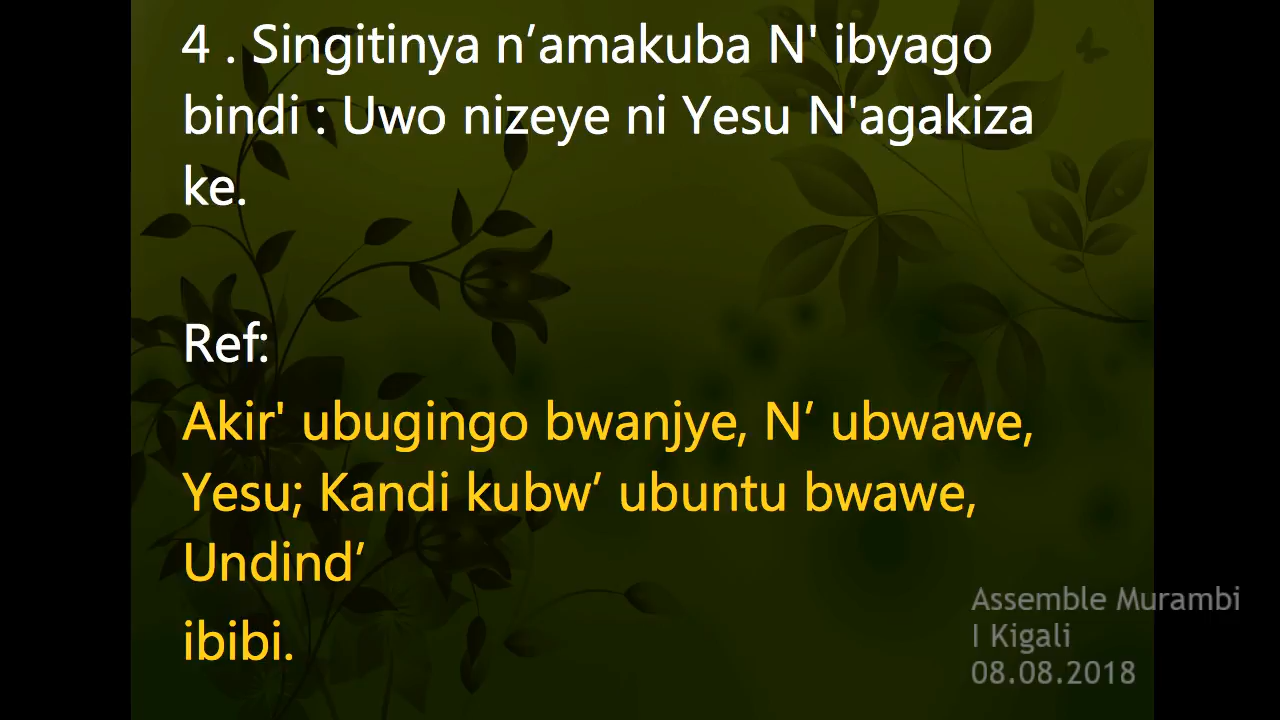 4 . Singitinya n’amakuba N' ibyago
bindi : Uwo nizeye ni Yesu N'agakiza
ke.
Ref:
Akir' ubugingo bwanjye, N’ ubwawe,
Yesu; Kandi kubw’ ubuntu bwawe,
Undind’
ibibi.
Assemble Murambi
I Kigali
08.08.2018